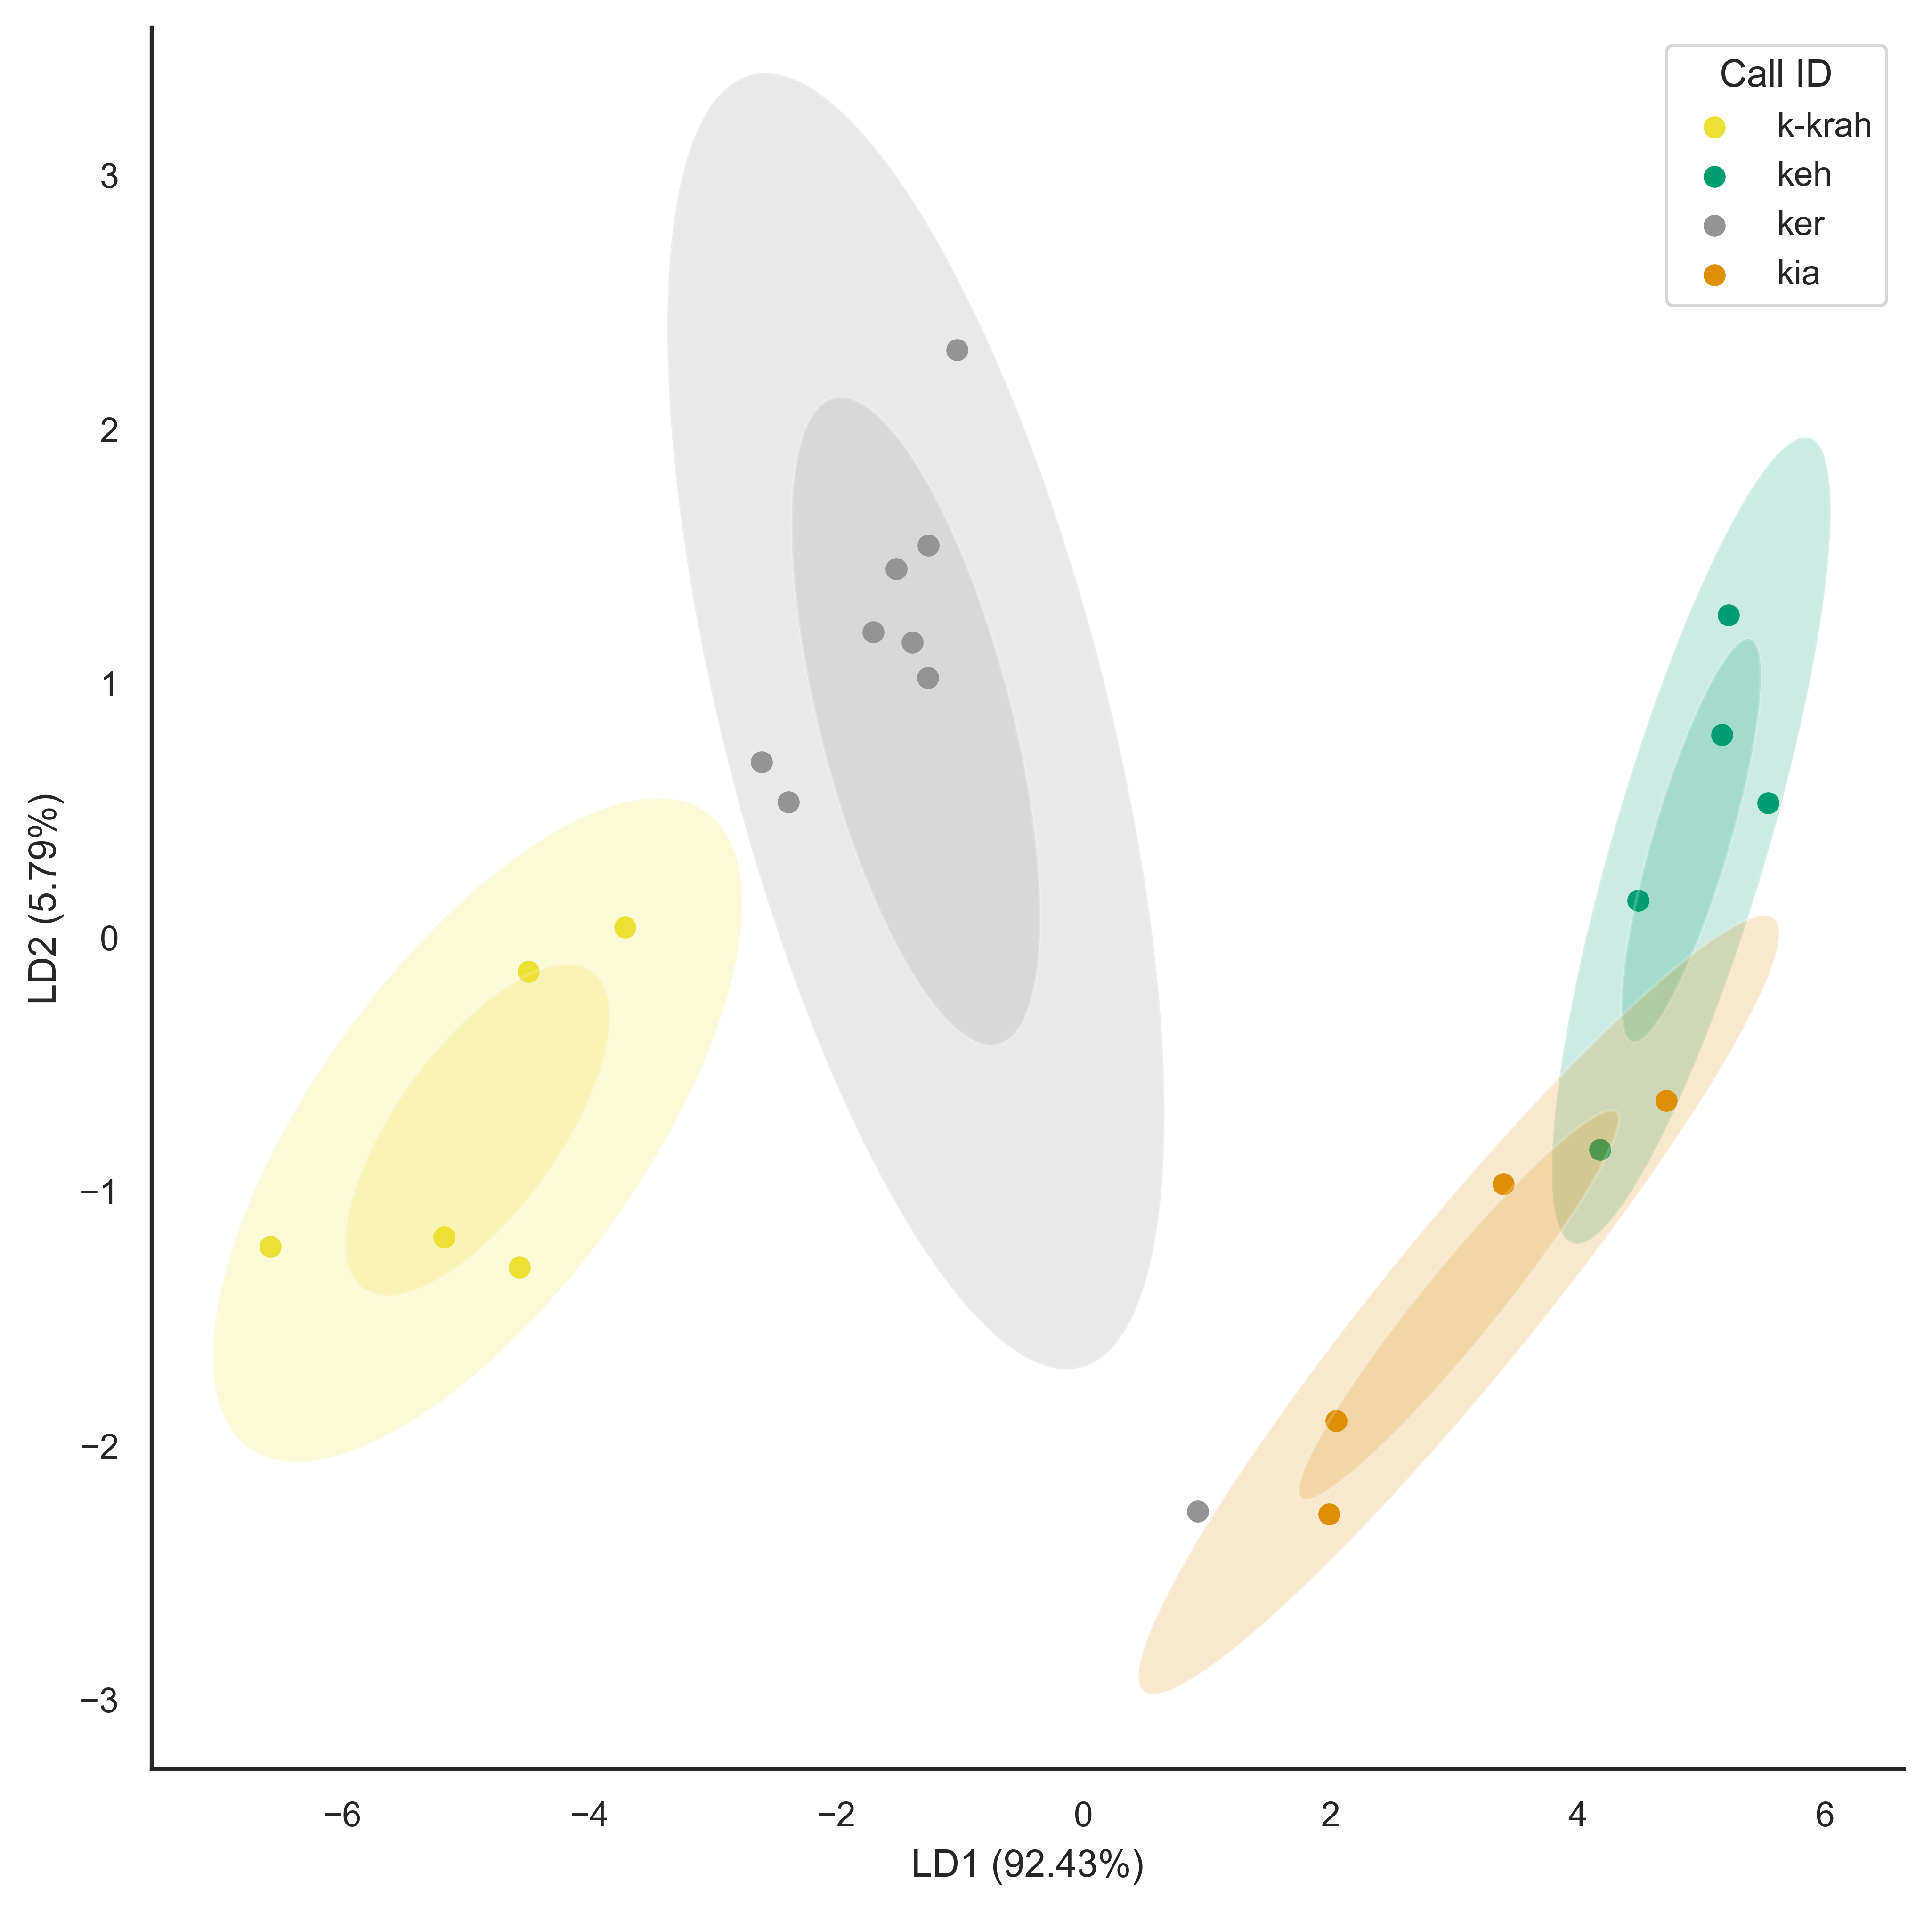 Call ID
k-krah
keh
ker
kia
3
2
1
0
−1
−2
−3
LD2 (5.79%)
−6 −4 −2 0 2 4 6
LD1 (92.43%)